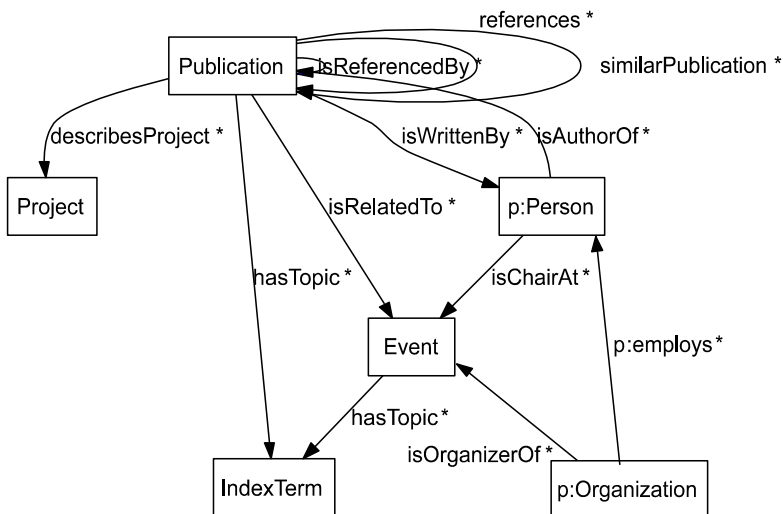 references *
Publication
isReferencedBy *
similarPublication *
describesProject *
isWrittenBy *
isAuthorOf *
Project
isRelatedTo *
p:Person
hasTopic *
isChairAt *
Event
p:employs *
hasTopic *
isOrganizerOf *
IndexTerm
p:Organization